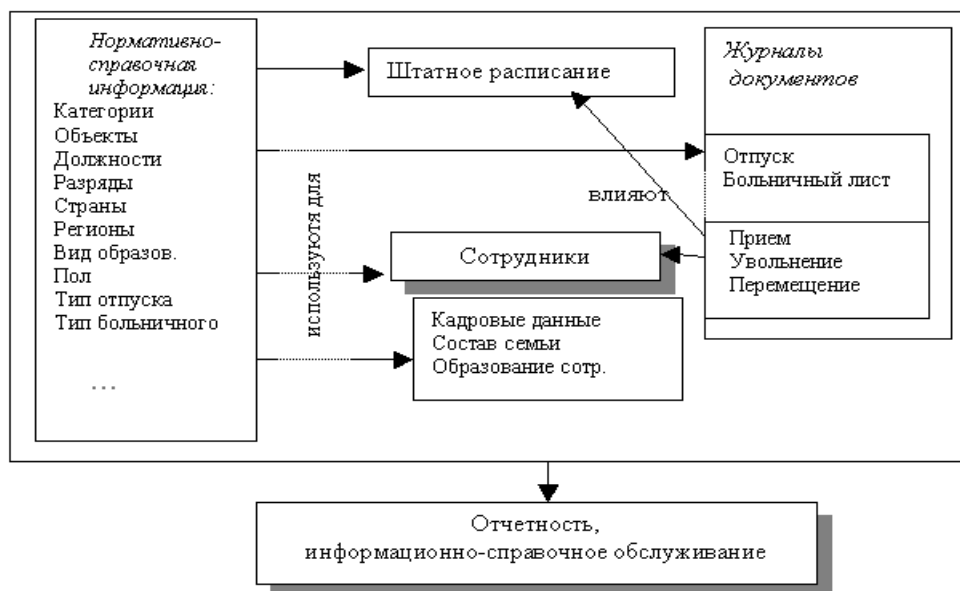 Нормативно-
справочная
информация:
Категории
Объекты
Должности
Разряды
Страны
Регионы
Вид образов.
Пол
Тип отпуска
Тип больничного
...
используютя для
Штатное расписание
влияют
Сотрудники
Кадровые данные
Состав семьи
Образование сотр.
Журналы
документов
Отпуск
Больничный лист
Прием
Увольнение
Перемещение
Отчетность,
информационно-справочное обслуживание